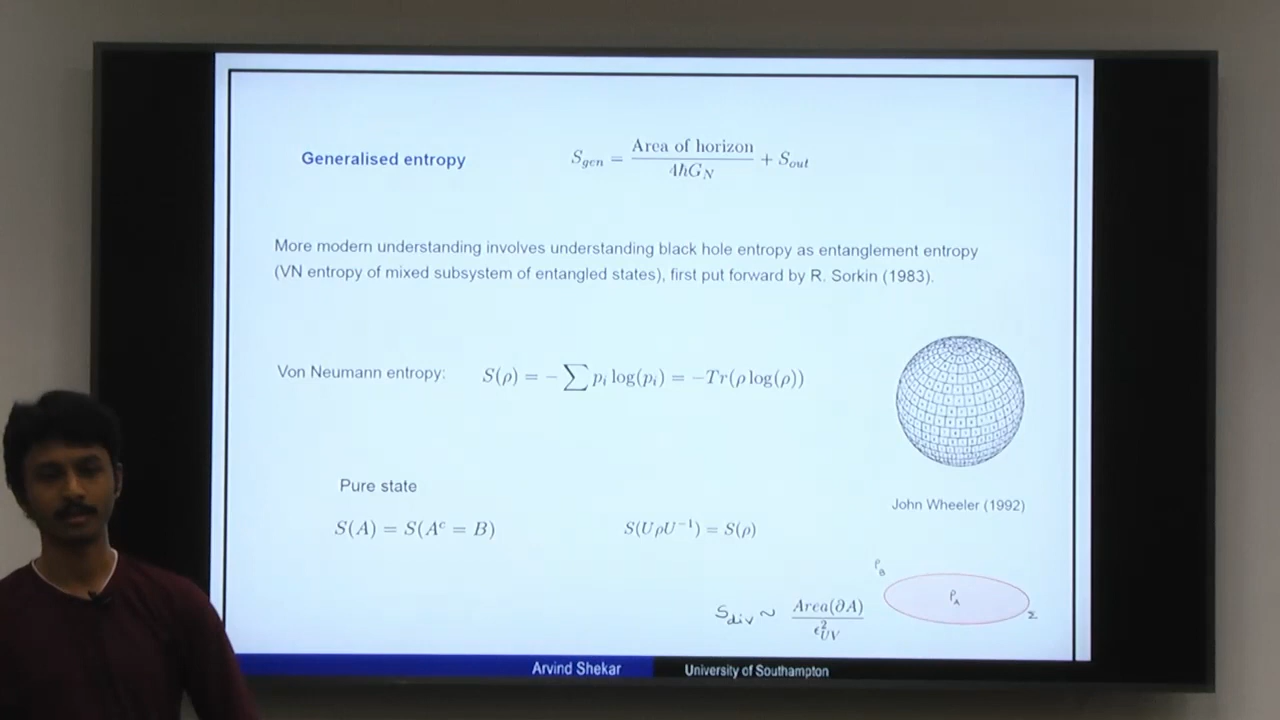 Generalised entropy
S_gen = Area of horizon / 4ħG_N + S_out
More modern understanding involves understanding black hole entropy as entanglement entropy
(VN entropy of mixed subsystem of entangled states), first put forward by R. Sorkin (1983).
Von Neumann entropy: S(ρ) = − ∑ p_i log(p_i) = −Tr(ρ log(ρ))
Pure state
John Wheeler (1992)
S(A) = S(A^c = B) S(UρU^−1) = S(ρ)
ρ_B
ρ_A
Σ
S_div ~ Area(∂A) / ϵ²_UV
Arvind Shekar University of Southampton